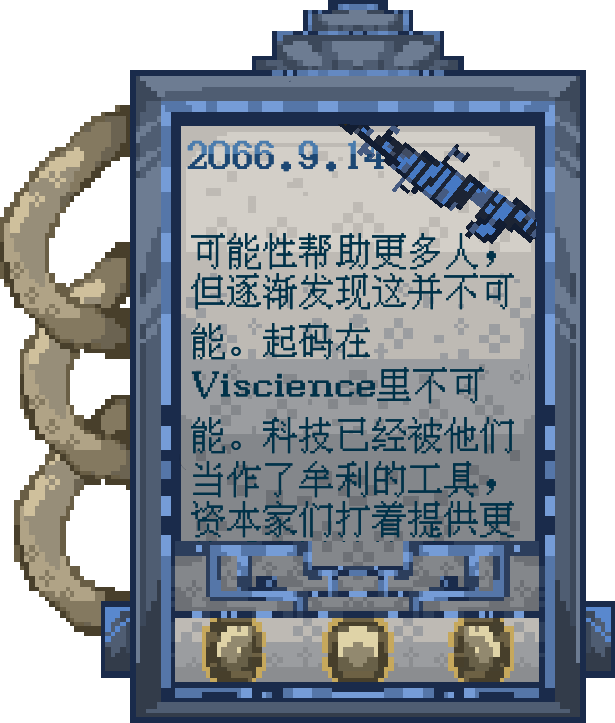 2066.9.14
可能性帮助更多人，
但逐渐发现这并不可
能。起码在
Viscience里不可
能。科技已经被他们
当作了牟利的工具，
资本家们打着提供更